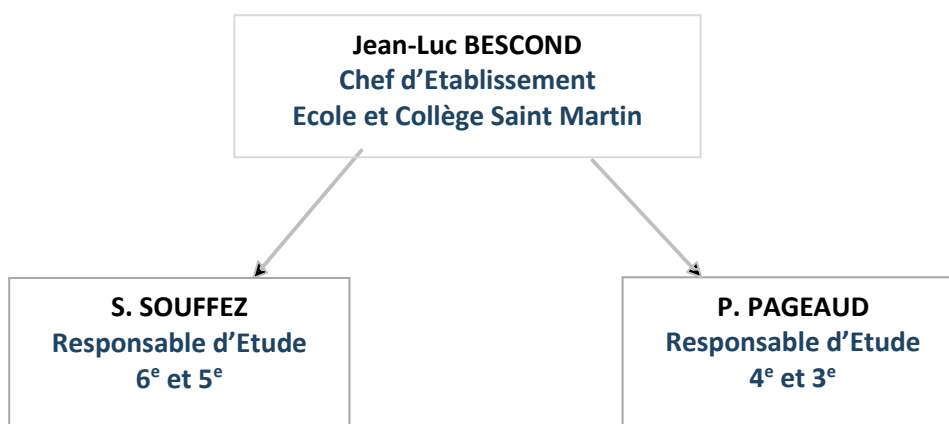 Jean-Luc BESCOND
Chef d’Etablissement
Ecole et Collège Saint Martin
S. SOUFFEZ
Responsable d’Etude
6e et 5e
P. PAGEAUD
Responsable d’Etude
4e et 3e